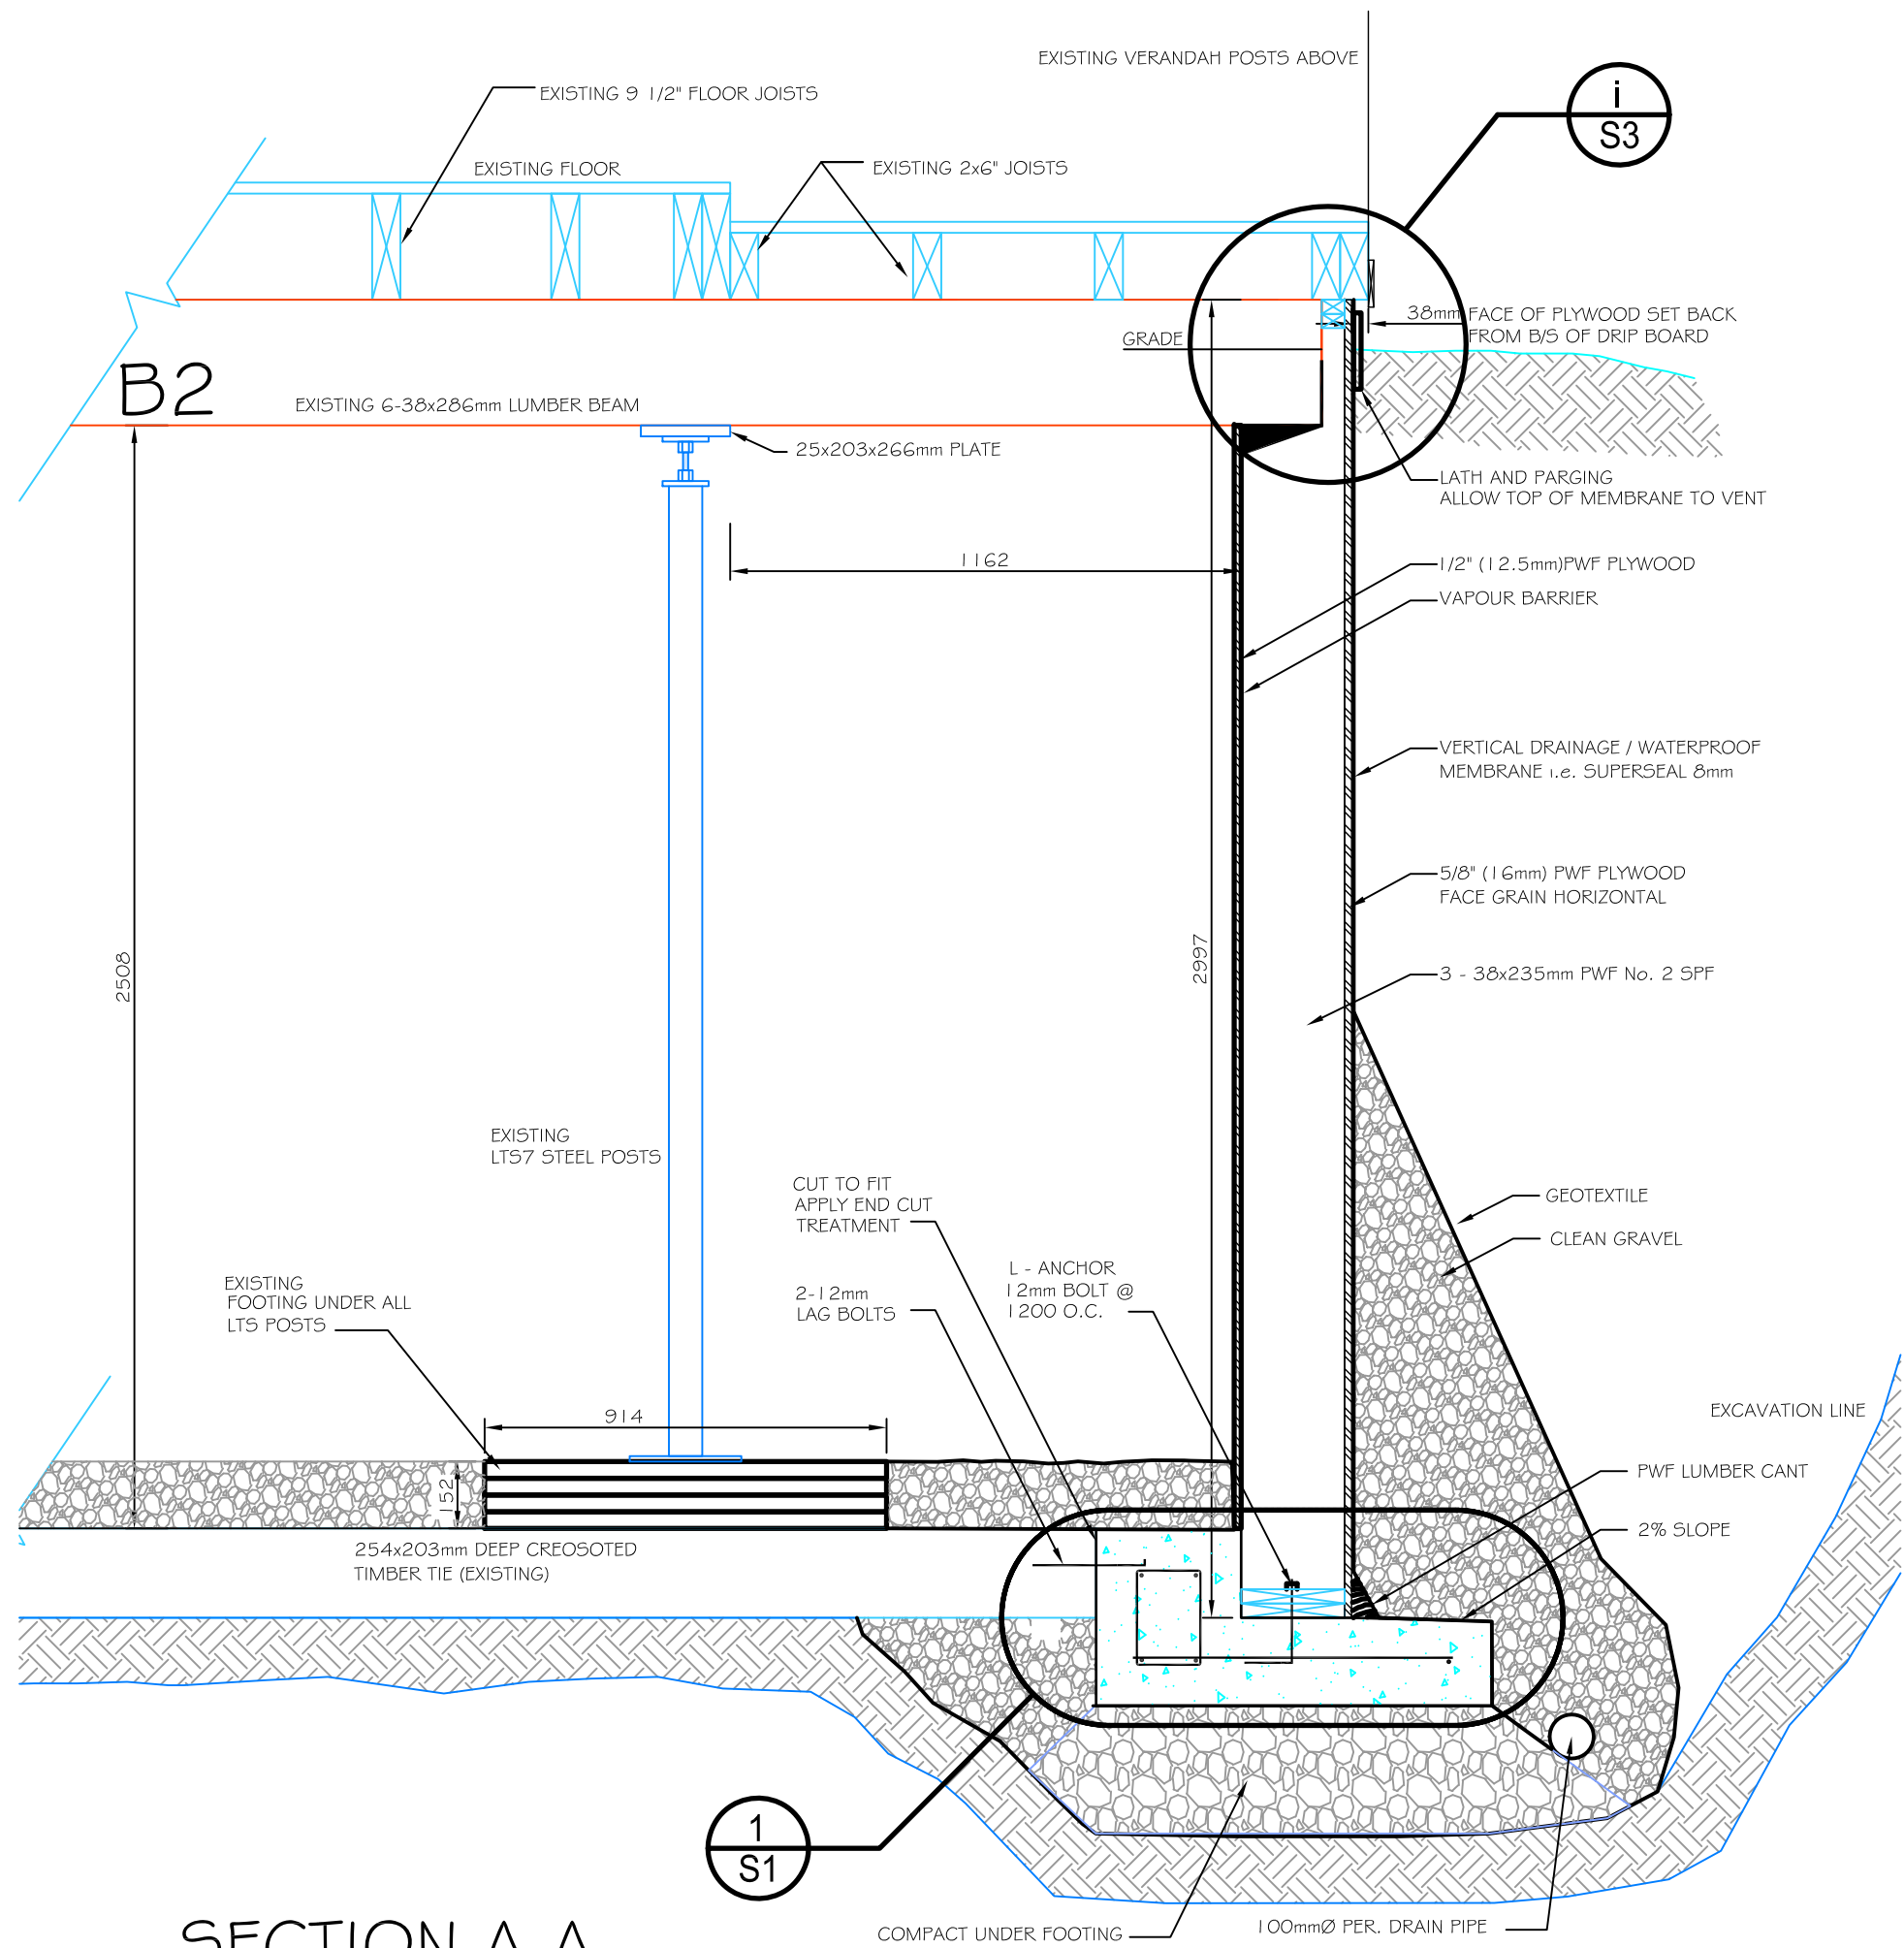 EXISTING VERANDAH POSTS ABOVE
EXISTING 9 1/2" FLOOR JOISTS
i
S3
EXISTING FLOOR
EXISTING 2x6" JOISTS
38mm
FACE OF PLYWOOD SET BACK
FROM B/S OF DRIP BOARD
GRADE
B2
EXISTING 6-38x286mm LUMBER BEAM
25x203x266mm PLATE
LATH AND PARGING
ALLOW TOP OF MEMBRANE TO VENT
1162
1/2" (12.5mm)PWF PLYWOOD
VAPOUR BARRIER
VERTICAL DRAINAGE / WATERPROOF
MEMBRANE i.e. SUPERSEAL 8mm
5/8" (16mm) PWF PLYWOOD
FACE GRAIN HORIZONTAL
2508
2997
3 - 38x235mm PWF No. 2 SPF
EXISTING
LTS7 STEEL POSTS
CUT TO FIT
APPLY END CUT
TREATMENT
GEOTEXTILE
CLEAN GRAVEL
L - ANCHOR
12mm BOLT @
1200 O.C.
2-12mm
LAG BOLTS
EXISTING
FOOTING UNDER ALL
LTS POSTS
914
EXCAVATION LINE
152
PWF LUMBER CANT
2% SLOPE
254x203mm DEEP CREOSOTED
TIMBER TIE (EXISTING)
1
S1
COMPACT UNDER FOOTING
100mmØ PER. DRAIN PIPE
SECTION A-A